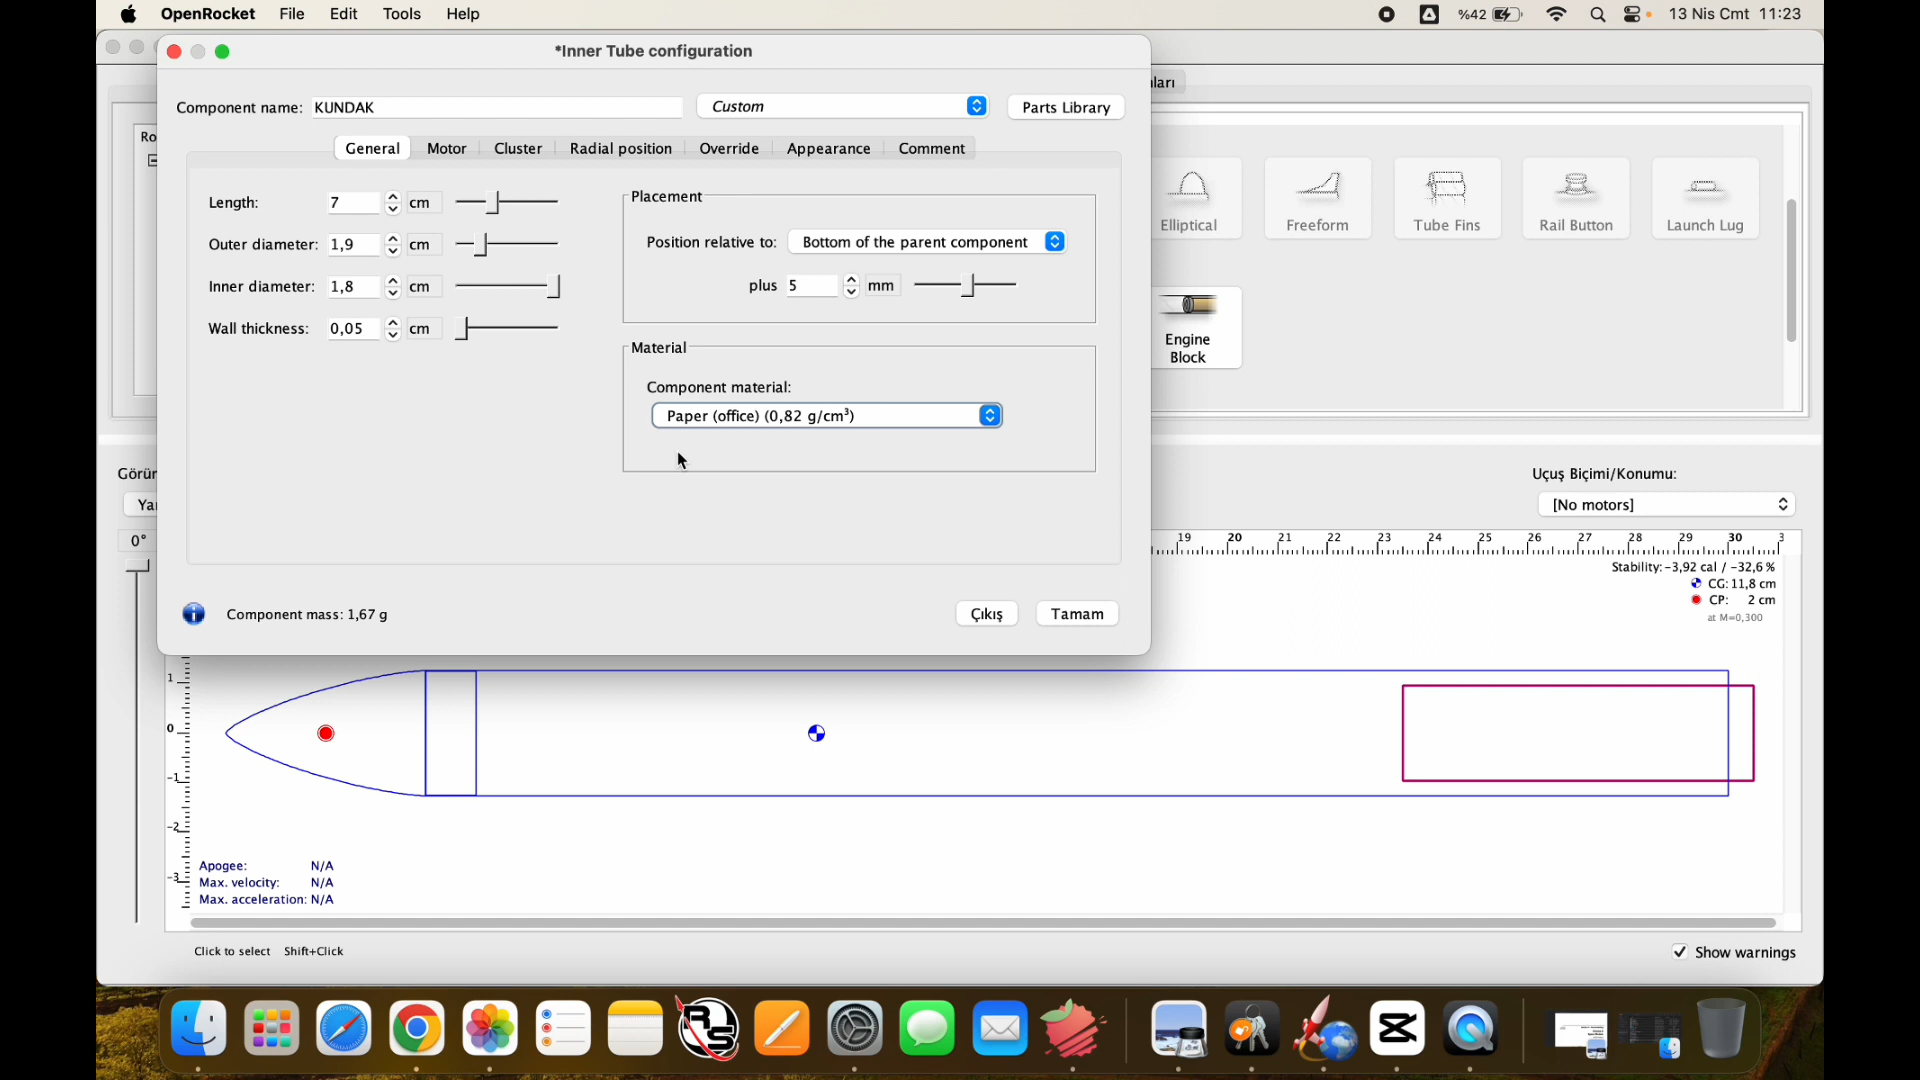 OpenRocket File Edit Tools Help
%42 13 Nis Cmt 11:23
*Inner Tube configuration
Component name: KUNDAK Custom Parts Library
General Motor Cluster Radial position Override Appearance Comment
Length: 7 cm
Outer diameter: 1,9 cm
Inner diameter: 1,8 cm
Wall thickness: 0,05 cm
Placement
Position relative to: Bottom of the parent component
plus 5 mm
Material
Component material:
Paper (office) (0,82 g/cm³)
Component mass: 1,67 g
Çıkış Tamam
ları
Ro
Elliptical Freeform Tube Fins Rail Button Launch Lug
Engine
Block
Görür
Ya
0°
Uçuş Biçimi/Konumu:
[No motors]
19 20 21 22 23 24 25 26 27 28 29 30 3
Stability:-3,92 cal / -32,6 %
CG: 11,8 cm
CP: 2 cm
at M=0,300
1
0
-1
-2
-3
Apogee: N/A
Max. velocity: N/A
Max. acceleration: N/A
Click to select Shift+Click
Show warnings
RS